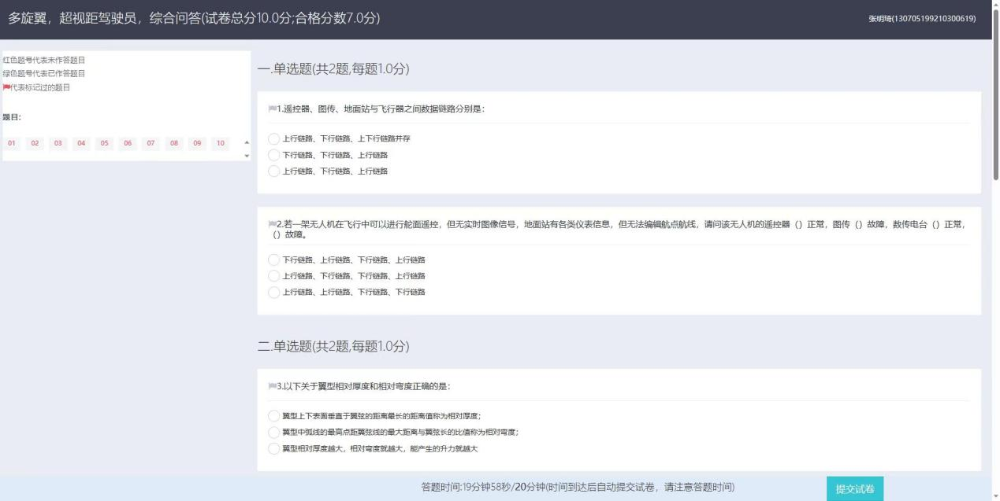 多旋翼，超视距驾驶员，综合问答(试卷总分10.0分;合格分数7.0分)
张明琦(130705199210300619)
红色题号代表未作答题目
绿色题号代表已作答题目
代表标记过的题目
题目:
01 02 03 04 05 06 07 08 09 10
一.单选题(共2题,每题1.0分)
1.遥控器、图传、地面站与飞行器之间数据链路分别是:
上行链路、下行链路、上下行链路并存
下行链路、下行链路、上行链路
上行链路、下行链路、上行链路
2.若一架无人机在飞行中可以进行舵面遥控，但无实时图像信号，地面站有各类仪表信息，但无法编辑航点航线，请问该无人机的遥控器（）正常，图传（）故障，数传电台（）正常，
（）故障。
下行链路、上行链路、下行链路、上行链路
上行链路、下行链路、下行链路、上行链路
上行链路、上行链路、下行链路、下行链路
二.单选题(共2题,每题1.0分)
3.以下关于翼型相对厚度和相对弯度正确的是:
翼型上下表面垂直于翼弦的距离最长的距离值称为相对厚度;
翼型中弧线的最高点距翼弦线的最大距离与翼弦长的比值称为相对弯度;
翼型相对厚度越大，相对弯度就越大，能产生的升力就越大
答题时间:19分钟58秒/20分钟(时间到达后自动提交试卷，请注意答题时间)
提交试卷